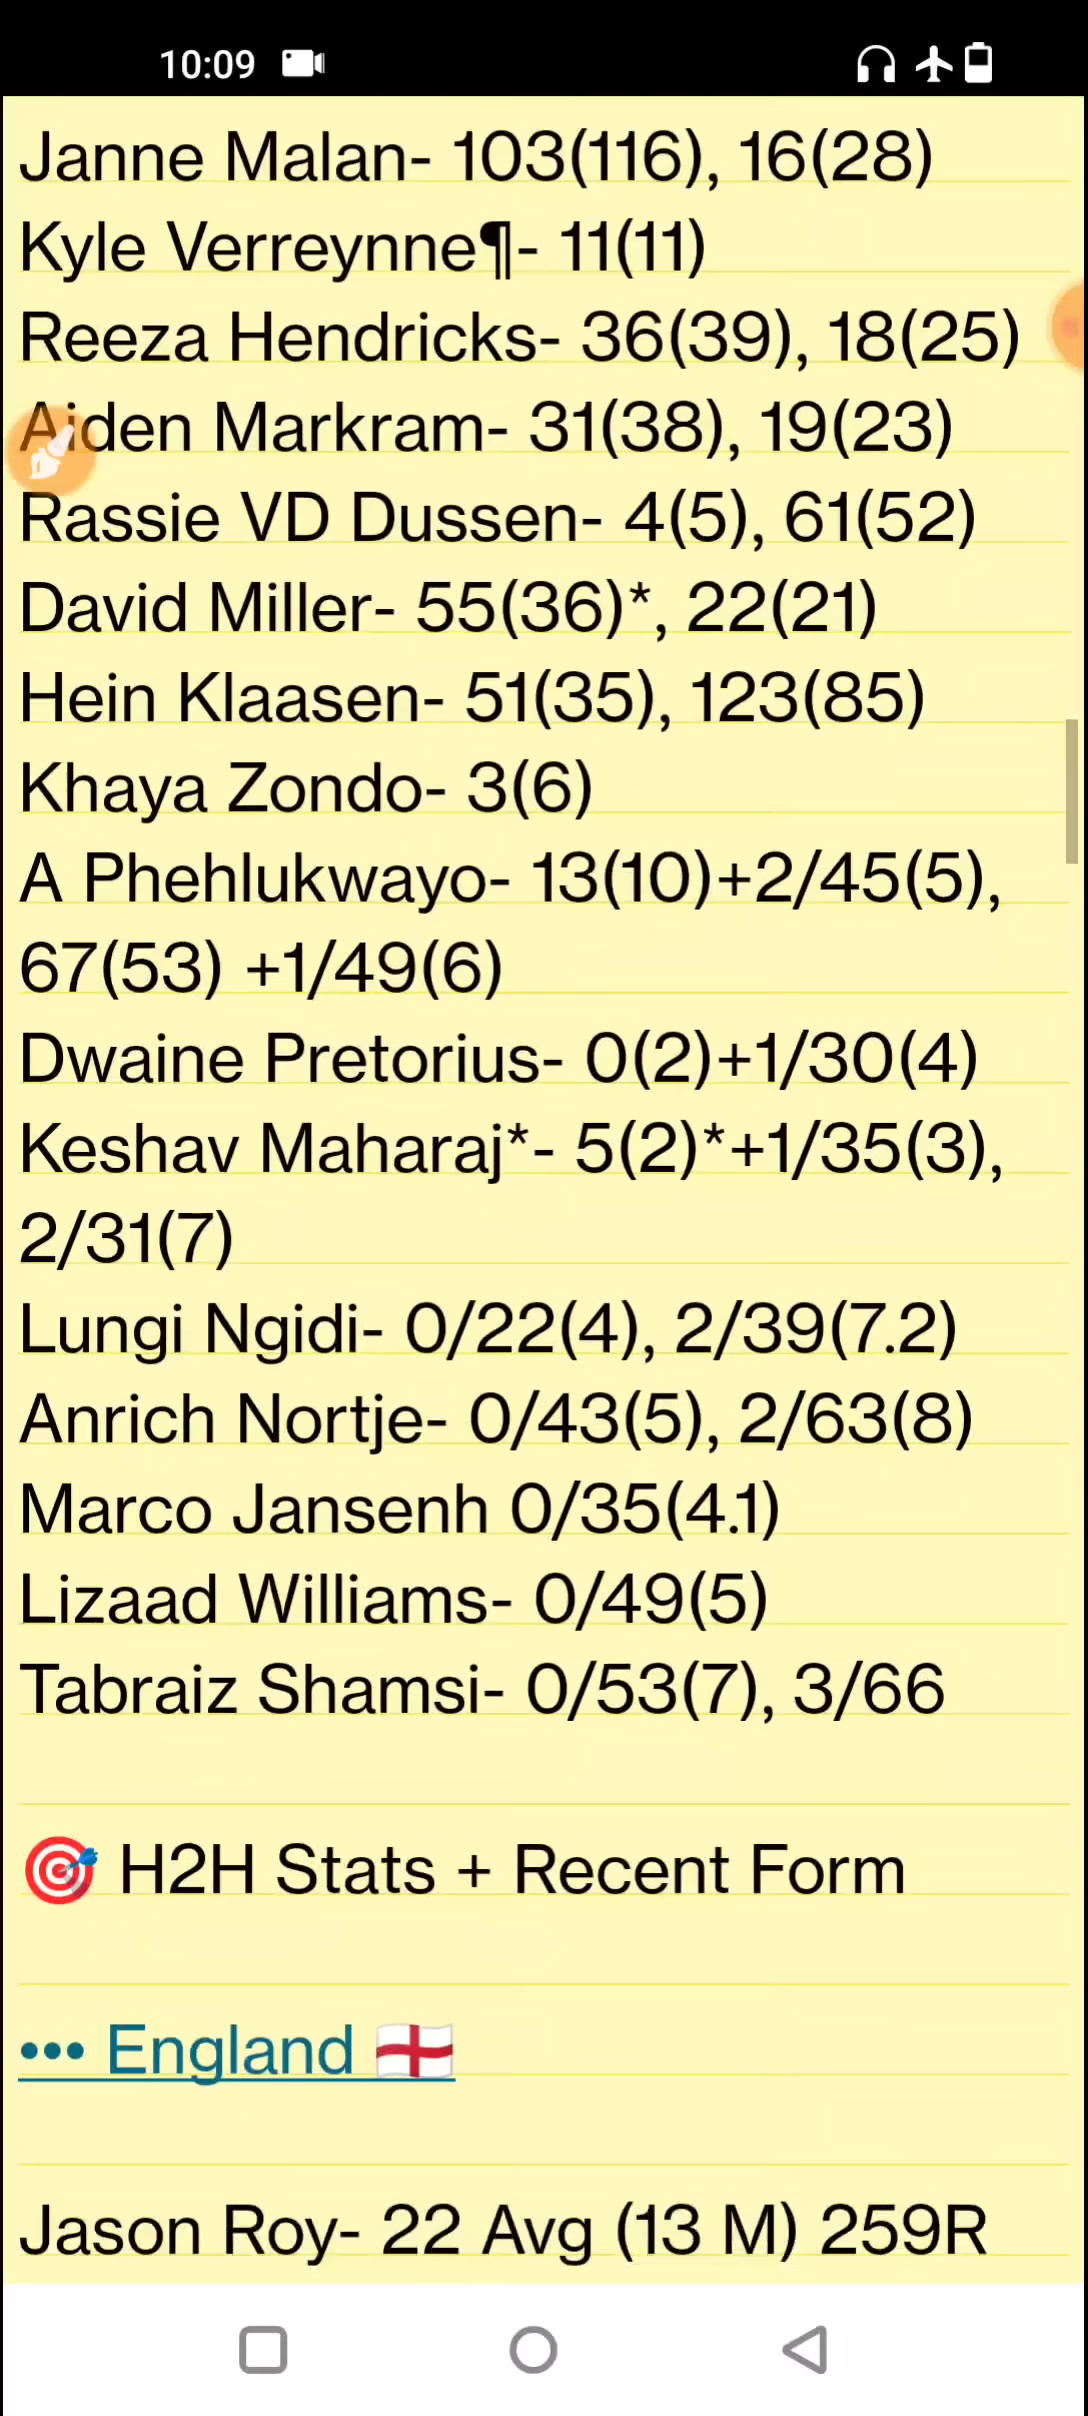 10:09
Janne Malan- 103(116), 16(28)
Kyle Verreynne¶- 11(11)
Reeza Hendricks- 36(39), 18(25)
Aiden Markram- 31(38), 19(23)
Rassie VD Dussen- 4(5), 61(52)
David Miller- 55(36)*, 22(21)
Hein Klaasen- 51(35), 123(85)
Khaya Zondo- 3(6)
A Phehlukwayo- 13(10)+2/45(5),
67(53) +1/49(6)
Dwaine Pretorius- 0(2)+1/30(4)
Keshav Maharaj*- 5(2)*+1/35(3),
2/31(7)
Lungi Ngidi- 0/22(4), 2/39(7.2)
Anrich Nortje- 0/43(5), 2/63(8)
Marco Jansenh 0/35(4.1)
Lizaad Williams- 0/49(5)
Tabraiz Shamsi- 0/53(7), 3/66
🎯 H2H Stats + Recent Form
••• England 🏴󠁧󠁢󠁥󠁮󠁧󠁿
Jason Roy- 22 Avg (13 M) 259R